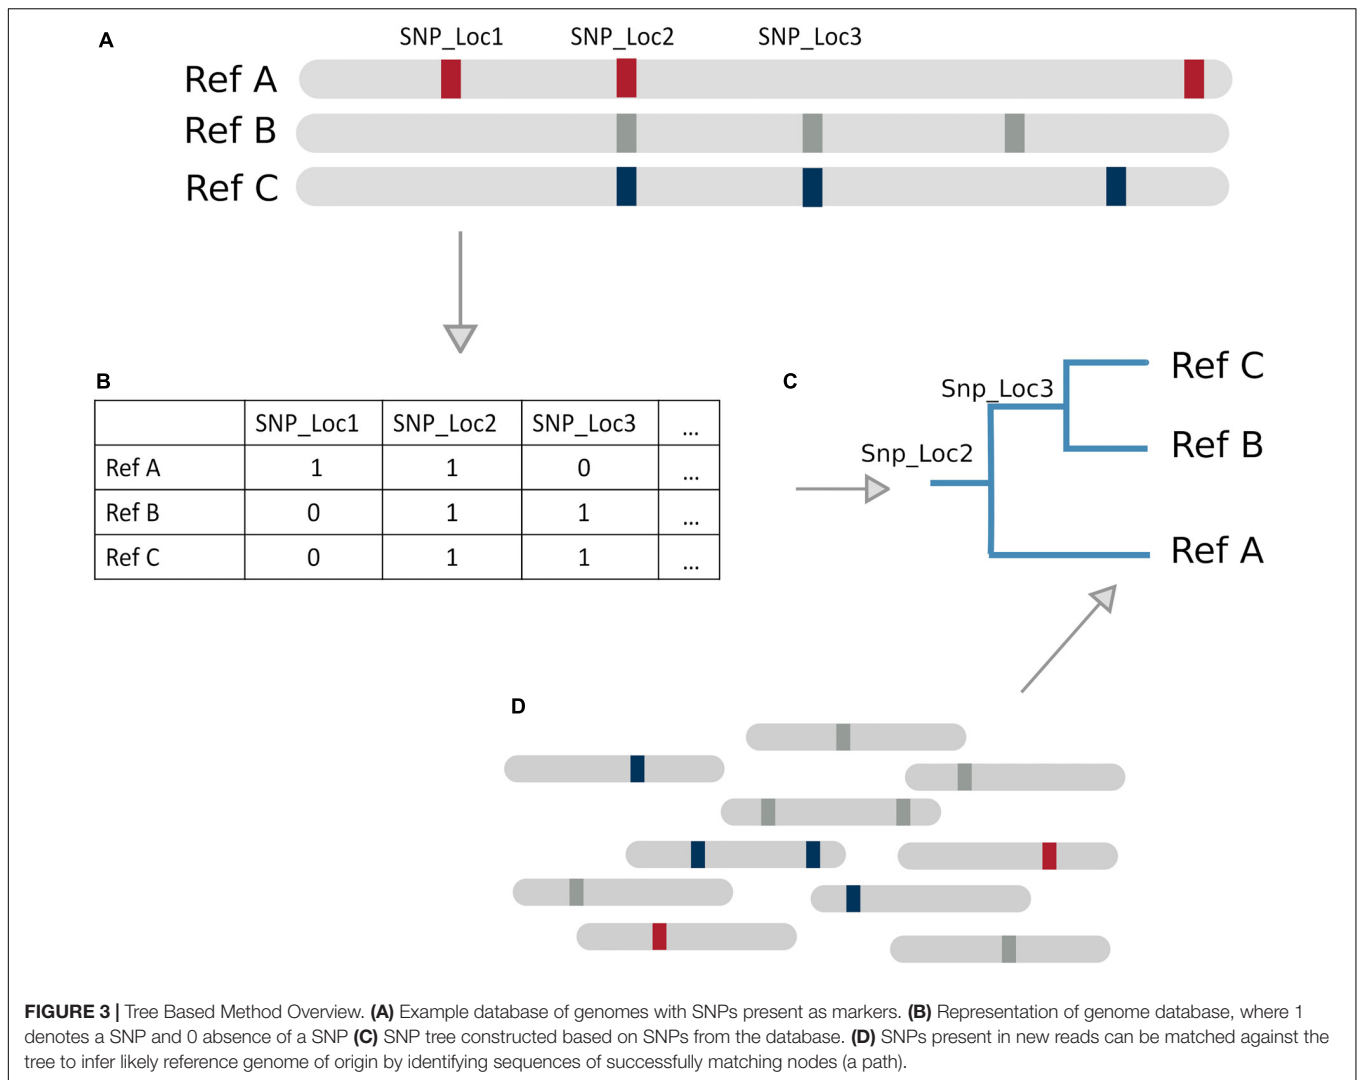 A
SNP_Loc1 SNP_Loc2 SNP_Loc3
Ref A
Ref B
Ref C
B
SNP_Loc1 SNP_Loc2 SNP_Loc3 ...
Ref A 1 1 0 ...
Ref B 0 1 1 ...
Ref C 0 1 1 ...
C
Snp_Loc2
Snp_Loc3
Ref C
Ref B
Ref A
D
FIGURE 3 | Tree Based Method Overview. (A) Example database of genomes with SNPs present as markers. (B) Representation of genome database, where 1
denotes a SNP and 0 absence of a SNP (C) SNP tree constructed based on SNPs from the database. (D) SNPs present in new reads can be matched against the
tree to infer likely reference genome of origin by identifying sequences of successfully matching nodes (a path).